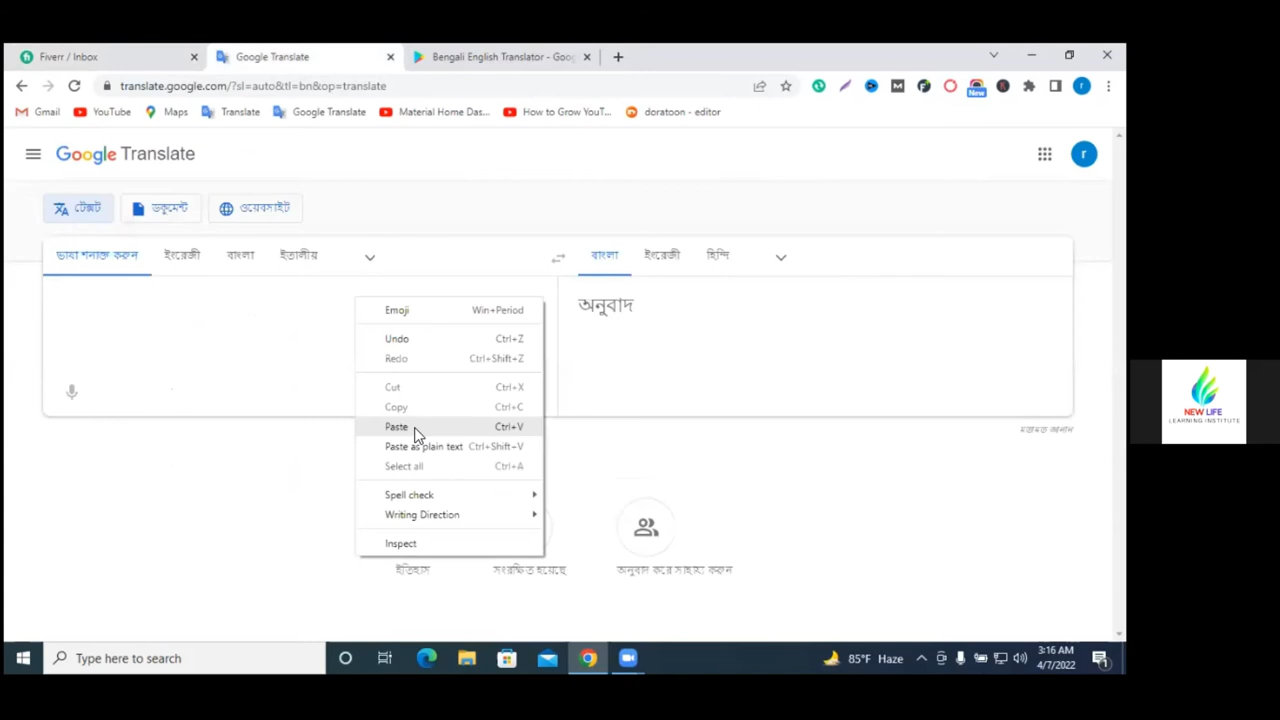 Fiverr / Inbox
Google Translate
Bengali English Translator - Goo
translate.google.com/?sl=auto&tl=bn&op=translate
Gmail
YouTube
Maps
Translate
Google Translate
Material Home Das...
How to Grow YouT...
doratoon - editor
New
r
Google Translate
r
টেক্সট
ডকুমেন্ট
ওয়েবসাইট
ভাষা শনাক্ত করুন
ইংরেজী
বাংলা
ইতালীয়
বাংলা
ইংরেজী
হিন্দি
অনুবাদ
Emoji Win+Period
Undo Ctrl+Z
Redo Ctrl+Shift+Z
Cut Ctrl+X
Copy Ctrl+C
Paste Ctrl+V
Paste as plain text Ctrl+Shift+V
Select all Ctrl+A
Spell check
Writing Direction
Inspect
মতামত জানান
ইতিহাস
সংরক্ষিত হয়েছে
অনুবাদ করে সাহায্য করুন
NEW LIFE
LEARNING INSTITUTE
Type here to search
85°F Haze
3:16 AM
4/7/2022
1